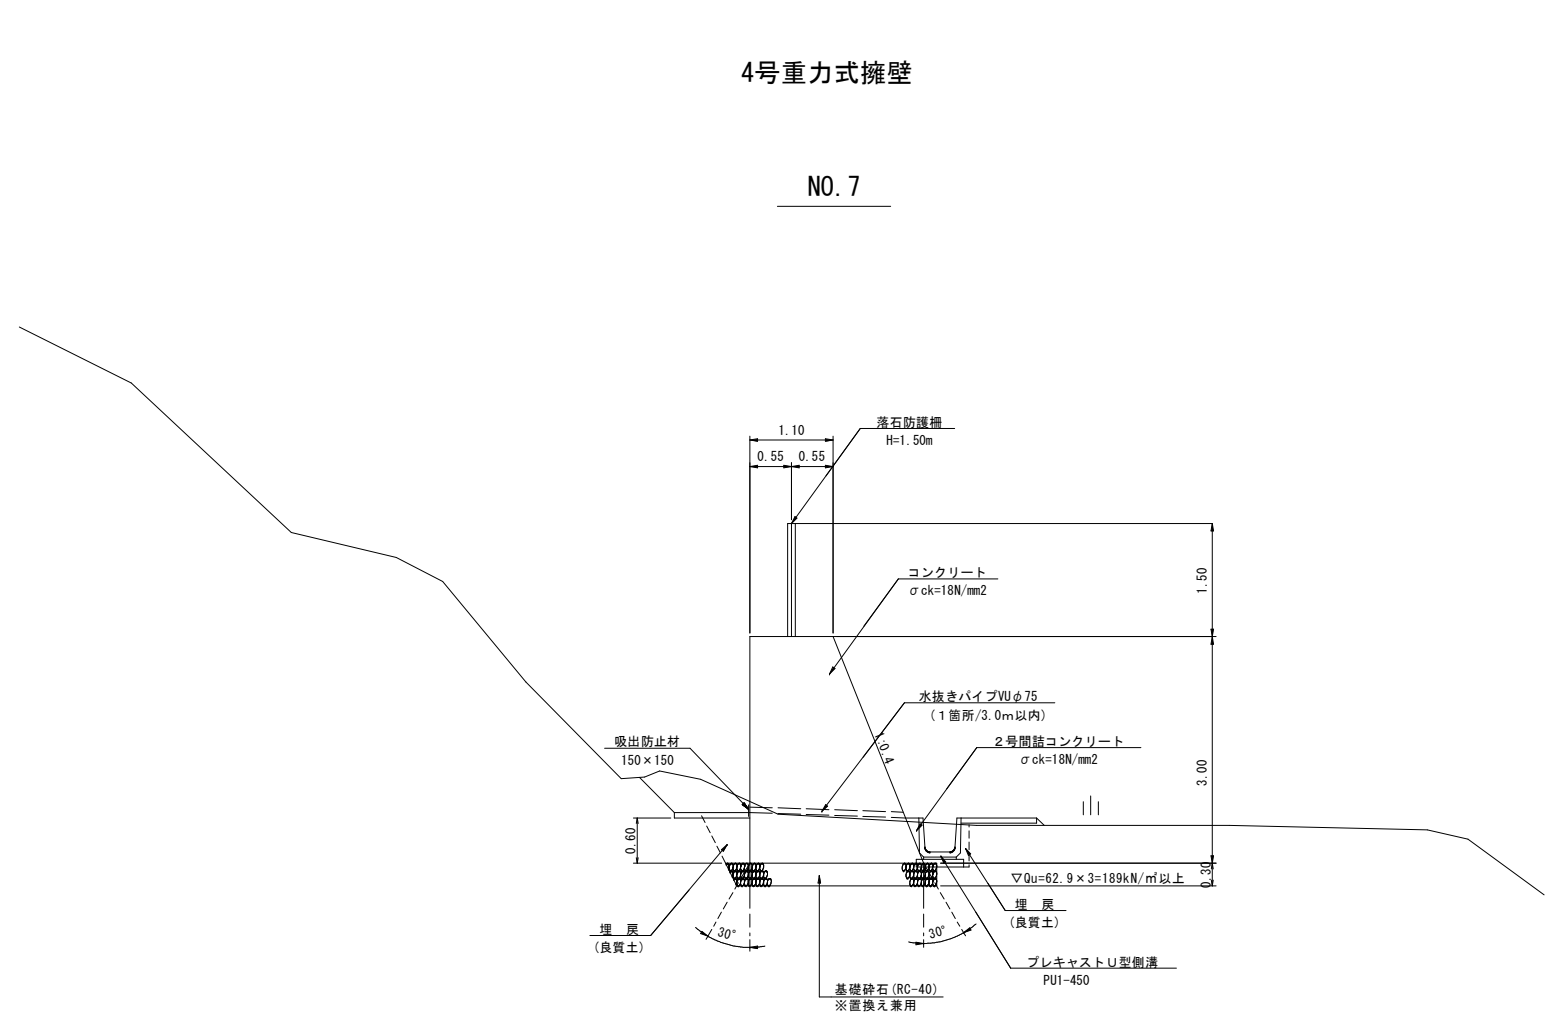 4号重力式擁壁
NO.7
落石防護柵
H=1.50m
1.10
0.55
0.55
1.50
コンクリート
σck=18N/mm2
水抜きパイプVUφ75
(1箇所/3.0m以内)
1:0.4
2号間詰コンクリート
σck=18N/mm2
吸出防止材
150×150
3.00
0.60
0.30
▽Qu=62.9×3=189kN/㎡以上
埋 戻
(良質土)
埋 戻
(良質土)
30°
30°
プレキャストU型側溝
PU1-450
基礎砕石(RC-40)
※置換え兼用